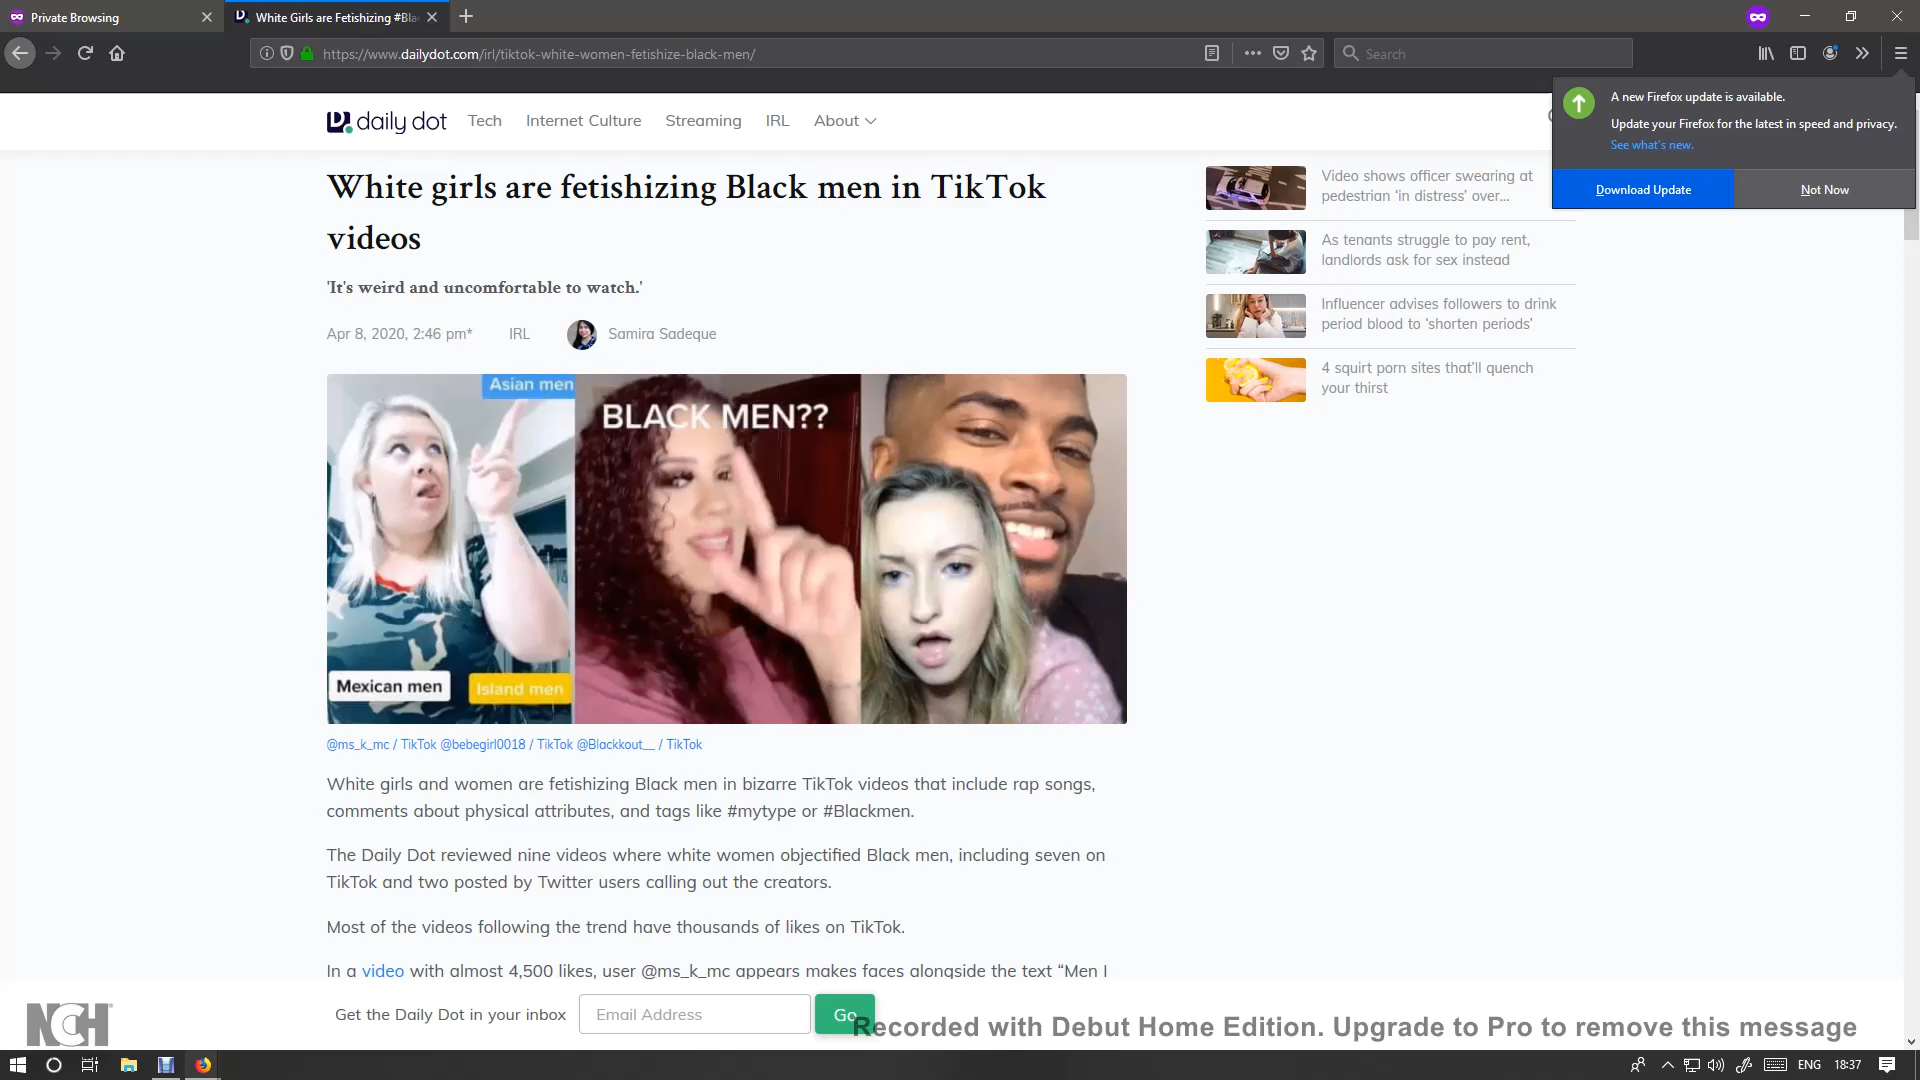 Private Browsing
White Girls are Fetishizing #Bla
https://www.dailydot.com/irl/tiktok-white-women-fetishize-black-men/
Search
A new Firefox update is available.
Update your Firefox for the latest in speed and privacy.
See what's new.
Download Update
Not Now
daily dot
Tech
Internet Culture
Streaming
IRL
About
White girls are fetishizing Black men in TikTok
videos
'It's weird and uncomfortable to watch.'
Apr 8, 2020, 2:46 pm*
IRL
Samira Sadeque
Asian men
BLACK MEN??
Mexican men
Island men
@ms_k_mc / TikTok @bebegirl0018 / TikTok @Blackkout__ / TikTok
White girls and women are fetishizing Black men in bizarre TikTok videos that include rap songs,
comments about physical attributes, and tags like #mytype or #Blackmen.
The Daily Dot reviewed nine videos where white women objectified Black men, including seven on
TikTok and two posted by Twitter users calling out the creators.
Most of the videos following the trend have thousands of likes on TikTok.
In a video with almost 4,500 likes, user @ms_k_mc appears makes faces alongside the text “Men I
Video shows officer swearing at
pedestrian ‘in distress’ over...
As tenants struggle to pay rent,
landlords ask for sex instead
Influencer advises followers to drink
period blood to ‘shorten periods’
4 squirt porn sites that'll quench
your thirst
Get the Daily Dot in your inbox
Email Address
Go
NCH
Recorded with Debut Home Edition. Upgrade to Pro to remove this message
ENG
18:37